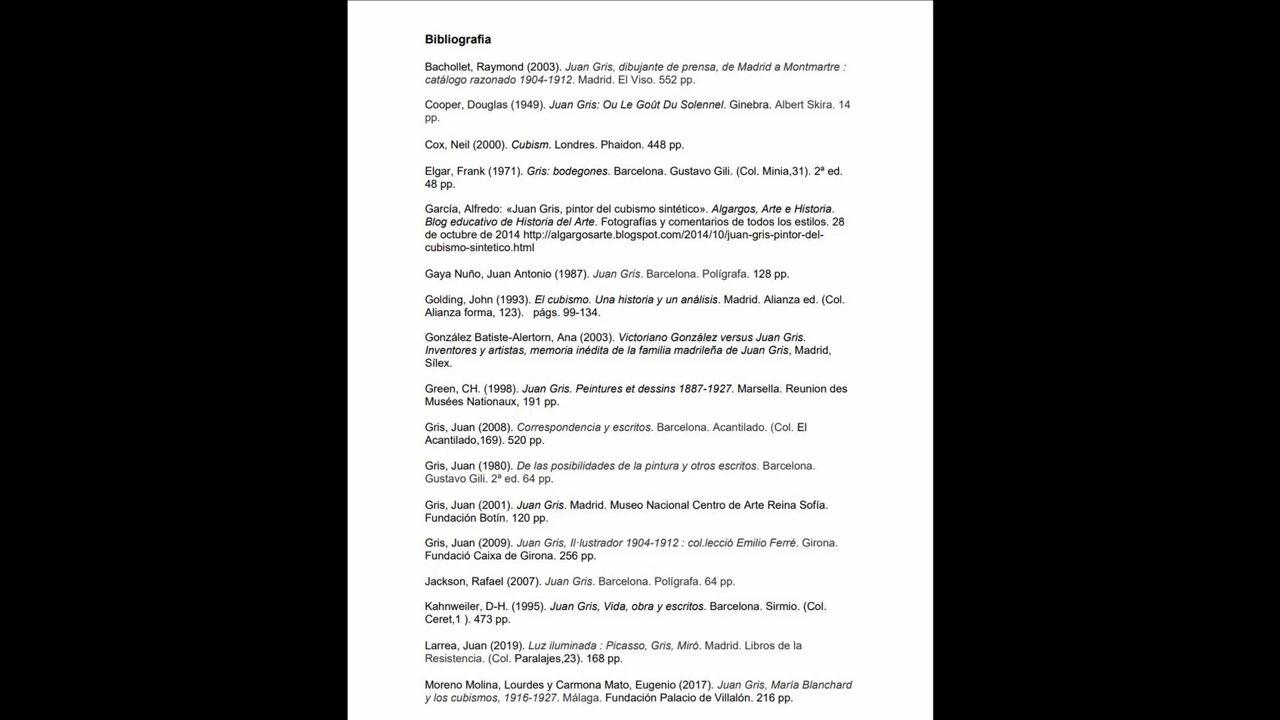 Bibliografia
Bachollet, Raymond (2003). Juan Gris, dibujante de prensa, de Madrid a Montmartre :
catálogo razonado 1904-1912. Madrid. El Viso. 552 pp.
Cooper, Douglas (1949). Juan Gris: Ou Le Goût Du Solennel. Ginebra. Albert Skira. 14
pp.
Cox, Neil (2000). Cubism. Londres. Phaidon. 448 pp.
Elgar, Frank (1971). Gris: bodegones. Barcelona. Gustavo Gili. (Col. Minia,31). 2ª ed.
48 pp.
García, Alfredo: «Juan Gris, pintor del cubismo sintético». Algargos, Arte e Historia.
Blog educativo de Historia del Arte. Fotografías y comentarios de todos los estilos. 28
de octubre de 2014 http://algargosarte.blogspot.com/2014/10/juan-gris-pintor-del-
cubismo-sintetico.html
Gaya Nuño, Juan Antonio (1987). Juan Gris. Barcelona. Polígrafa. 128 pp.
Golding, John (1993). El cubismo. Una historia y un análisis. Madrid. Alianza ed. (Col.
Alianza forma, 123).   págs. 99-134.
González Batiste-Alertorn, Ana (2003). Victoriano González versus Juan Gris.
Inventores y artistas, memoria inédita de la familia madrileña de Juan Gris, Madrid,
Sílex.
Green, CH. (1998). Juan Gris. Peintures et dessins 1887-1927. Marsella. Reunion des
Musées Nationaux, 191 pp.
Gris, Juan (2008). Correspondencia y escritos. Barcelona. Acantilado. (Col. El
Acantilado,169). 520 pp.
Gris, Juan (1980). De las posibilidades de la pintura y otros escritos. Barcelona.
Gustavo Gili. 2ª ed. 64 pp.
Gris, Juan (2001). Juan Gris. Madrid. Museo Nacional Centro de Arte Reina Sofía.
Fundación Botín. 120 pp.
Gris, Juan (2009). Juan Gris, Il·lustrador 1904-1912 : col.lecció Emilio Ferré. Girona.
Fundació Caixa de Girona. 256 pp.
Jackson, Rafael (2007). Juan Gris. Barcelona. Polígrafa. 64 pp.
Kahnweiler, D-H. (1995). Juan Gris, Vida, obra y escritos. Barcelona. Sirmio. (Col.
Ceret,1 ). 473 pp.
Larrea, Juan (2019). Luz iluminada : Picasso, Gris, Miró. Madrid. Libros de la
Resistencia. (Col. Paralajes,23). 168 pp.
Moreno Molina, Lourdes y Carmona Mato, Eugenio (2017). Juan Gris, María Blanchard
y los cubismos, 1916-1927. Málaga. Fundación Palacio de Villalón. 216 pp.